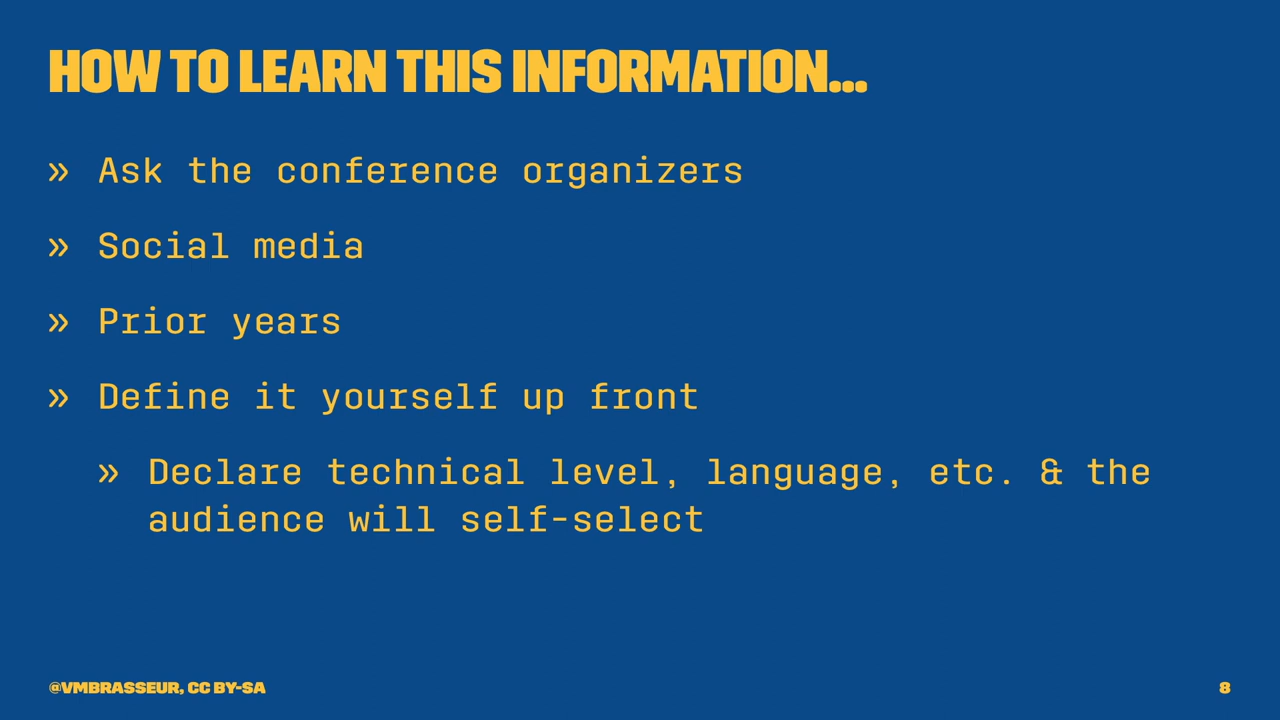 HOW TO LEARN THIS INFORMATION...
» Ask the conference organizers
» Social media
» Prior years
» Define it yourself up front
» Declare technical level, language, etc. & the
audience will self-select
@VMBRASSEUR, CC BY-SA
8